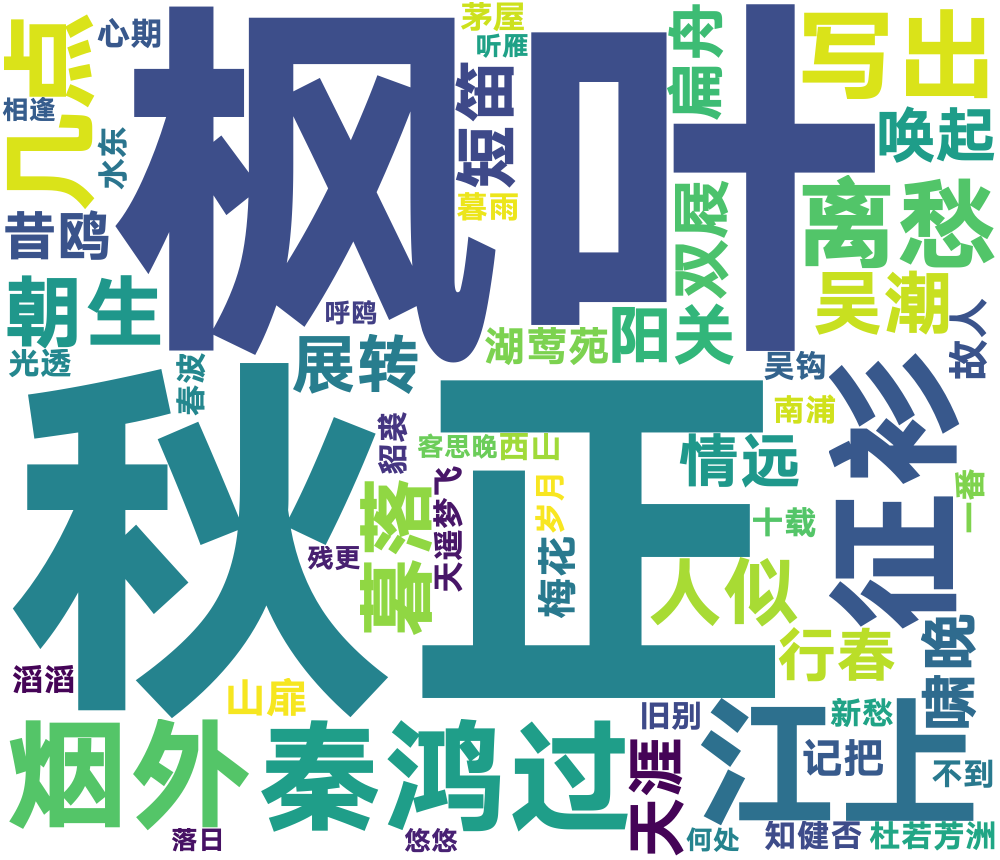 枫叶
秋正
写出
几点
离愁
征衫
江上
秦鸿过
烟外
暮落
朝生
吴潮
人似
行春
阳关
展转
情远
唤起
短笛
扁舟
双屐
昔鸥
啸晚
天涯
湖莺苑
梅花
故人
记把
山扉
茅屋
心期
听雁
相逢
水东
暮雨
呼鸥
光透
春波
吴钩
南浦
貂裘
客思晚
西山
岁月
天遥梦飞
十载
一番
残更
滔滔
旧别
新愁
不到
落日
悠悠
何处
知健否
杜若芳洲